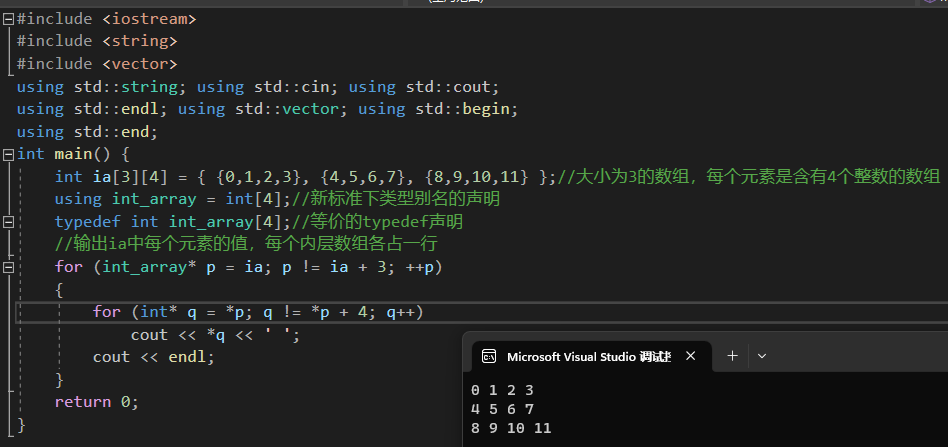 #include <iostream>
#include <string>
#include <vector>
using std::string; using std::cin; using std::cout;
using std::endl; using std::vector; using std::begin;
using std::end;
int main() {
    int ia[3][4] = { {0,1,2,3}, {4,5,6,7}, {8,9,10,11} };//大小为3的数组，每个元素是含有4个整数的数组
    using int_array = int[4];//新标准下类型别名的声明
    typedef int int_array[4];//等价的typedef声明
    //输出ia中每个元素的值，每个内层数组各占一行
    for (int_array* p = ia; p != ia + 3; ++p)
    {
        for (int* q = *p; q != *p + 4; q++)
            cout << *q << ' ';
        cout << endl;
    }
    return 0;
}
Microsoft Visual Studio 调试
0 1 2 3
4 5 6 7
8 9 10 11